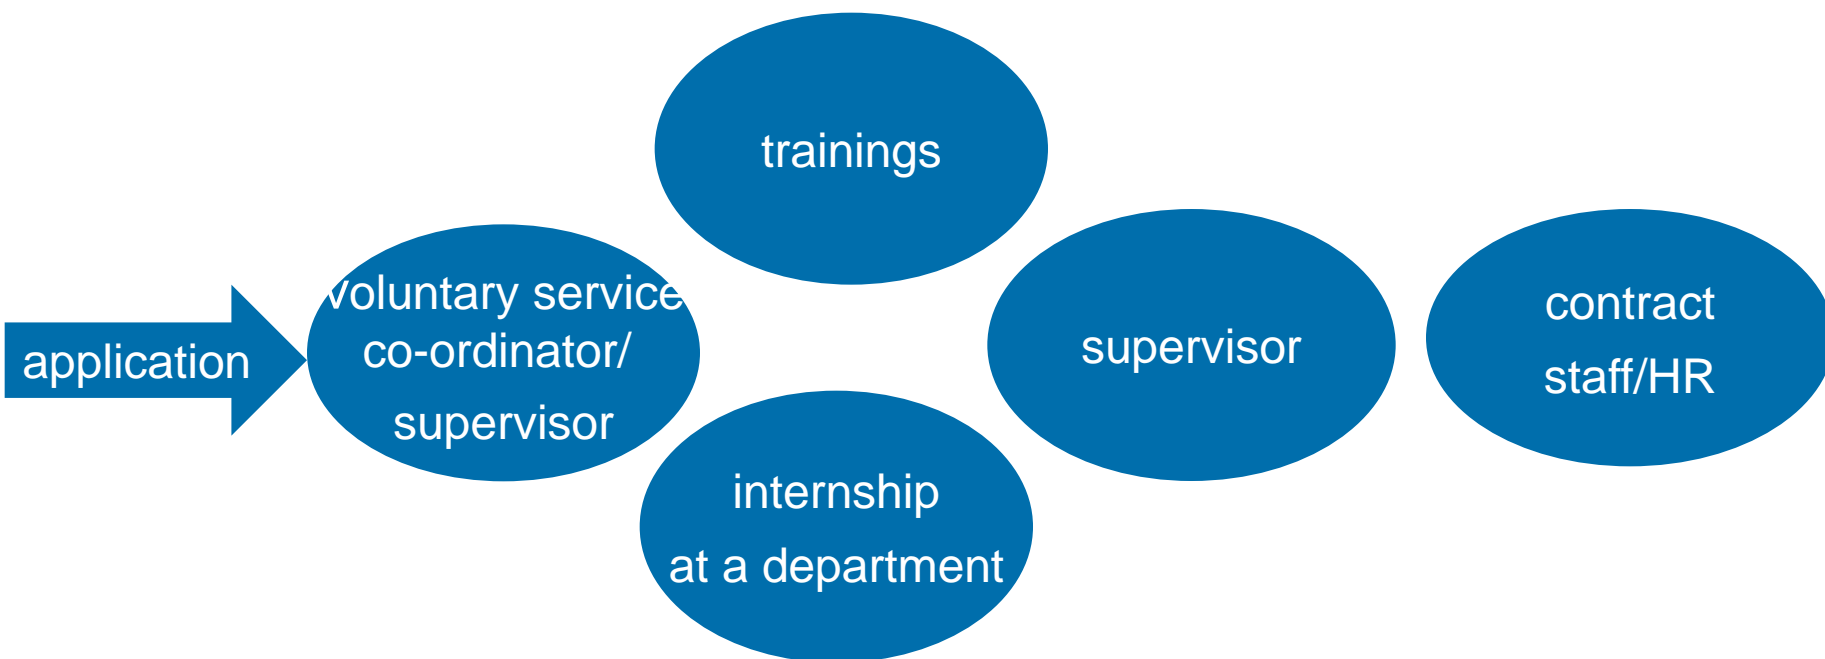 application
voluntary service
co-ordinator/
supervisor
trainings
internship
at a department
supervisor
contract
staff/HR